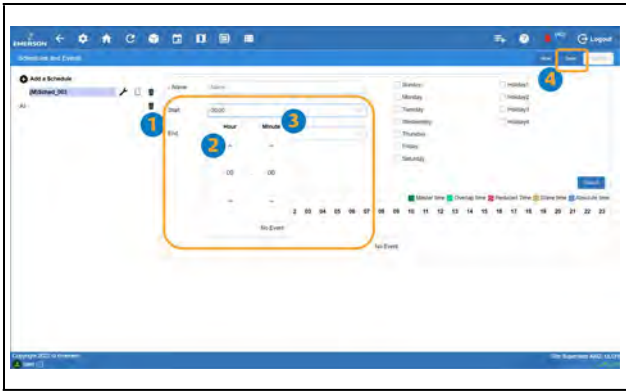 EMERSON
Logout
Schedules and Events
Save
4
Add a Schedule
(M)Sched_001
Name
Name
Sunday
Holiday1
Monday
Holiday2
Tuesday
Holiday3
Wednesday
Holiday4
Thursday
Friday
Saturday
1
Start
00:00
3
End
Hour
Minute
2
--
--
00
00
--
--
No Event
Master time
Overlap time
Reduced Time
Absolute time
2 03 04 05 06 07 08 09 10 11 12 13 14 15 16 17 18 19 20 21 22 23
No Event
Copyright 2022 © Emerson